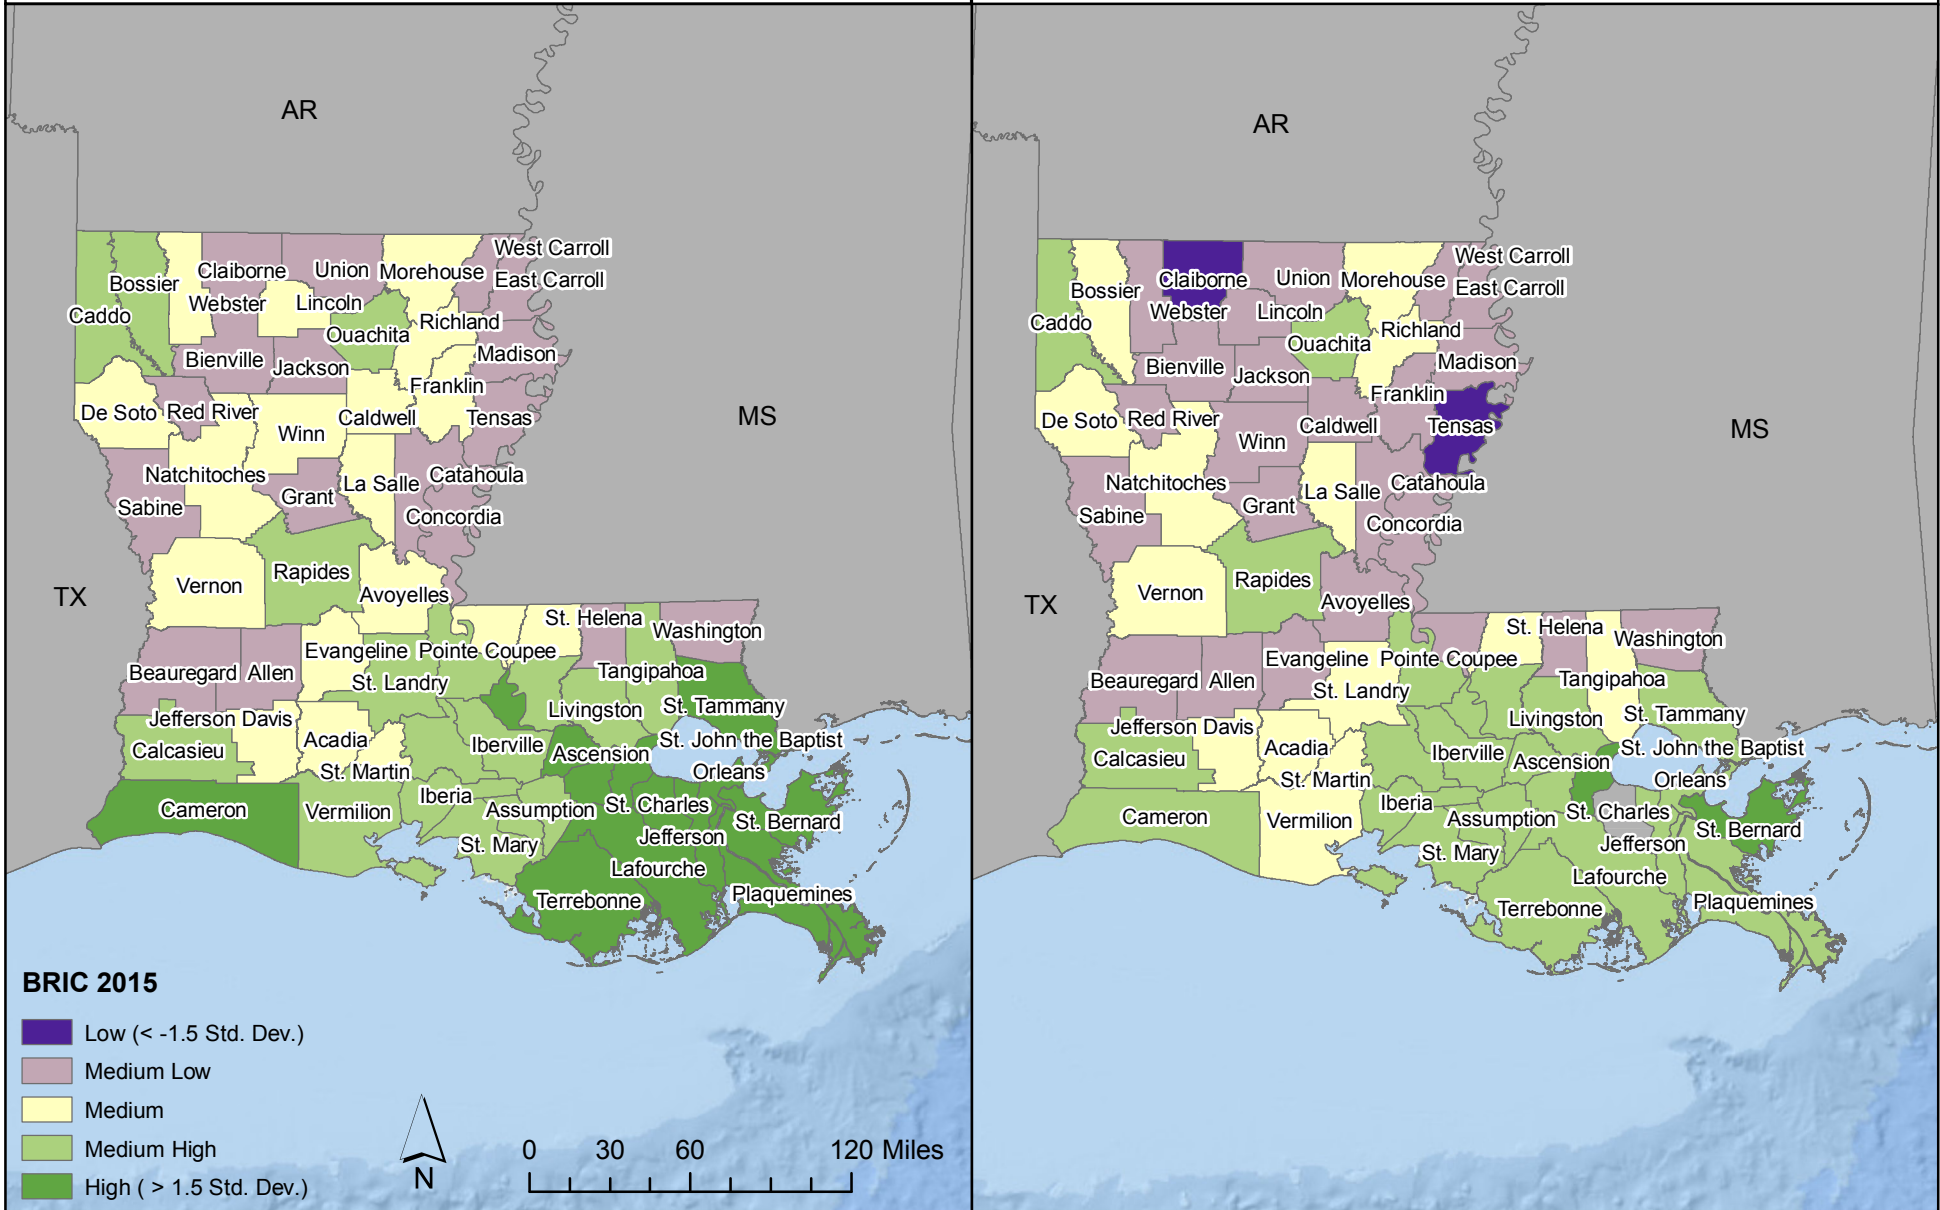 AR
West Carroll
Claiborne
Union
Morehouse
East Carroll
Bossier
Webster
Lincoln
Caddo
Richland
Ouachita
Madison
Bienville
Jackson
Franklin
De Soto
Red River
Caldwell
Tensas
MS
Winn
Natchitoches
La Salle
Catahoula
Grant
Sabine
Concordia
Rapides
Vernon
Avoyelles
TX
St. Helena
Washington
Evangeline
Pointe Coupee
Beauregard
Allen
Tangipahoa
St. Landry
St. Tammany
Livingston
Jefferson Davis
Acadia
Iberville
St. John the Baptist
Calcasieu
Ascension
St. Martin
Orleans
Iberia
Cameron
Vermilion
Assumption
St. Charles
St. Bernard
Jefferson
St. Mary
Lafourche
Plaquemines
Terrebonne
BRIC 2015
Low (< -1.5 Std. Dev.)
Medium Low
Medium
Medium High
High ( > 1.5 Std. Dev.)
N
0 30 60 120 Miles
AR
West Carroll
Claiborne
Union
Morehouse
East Carroll
Bossier
Webster
Lincoln
Caddo
Richland
Ouachita
Madison
Bienville
Jackson
Franklin
De Soto
Red River
Caldwell
Tensas
MS
Winn
Natchitoches
La Salle
Catahoula
Grant
Sabine
Concordia
Rapides
Vernon
Avoyelles
TX
St. Helena
Washington
Evangeline
Pointe Coupee
Beauregard
Allen
Tangipahoa
St. Landry
St. Tammany
Livingston
Jefferson Davis
Acadia
Iberville
St. John the Baptist
Calcasieu
Ascension
St. Martin
Orleans
Iberia
Cameron
Vermilion
Assumption
St. Charles
St. Bernard
Jefferson
St. Mary
Lafourche
Plaquemines
Terrebonne